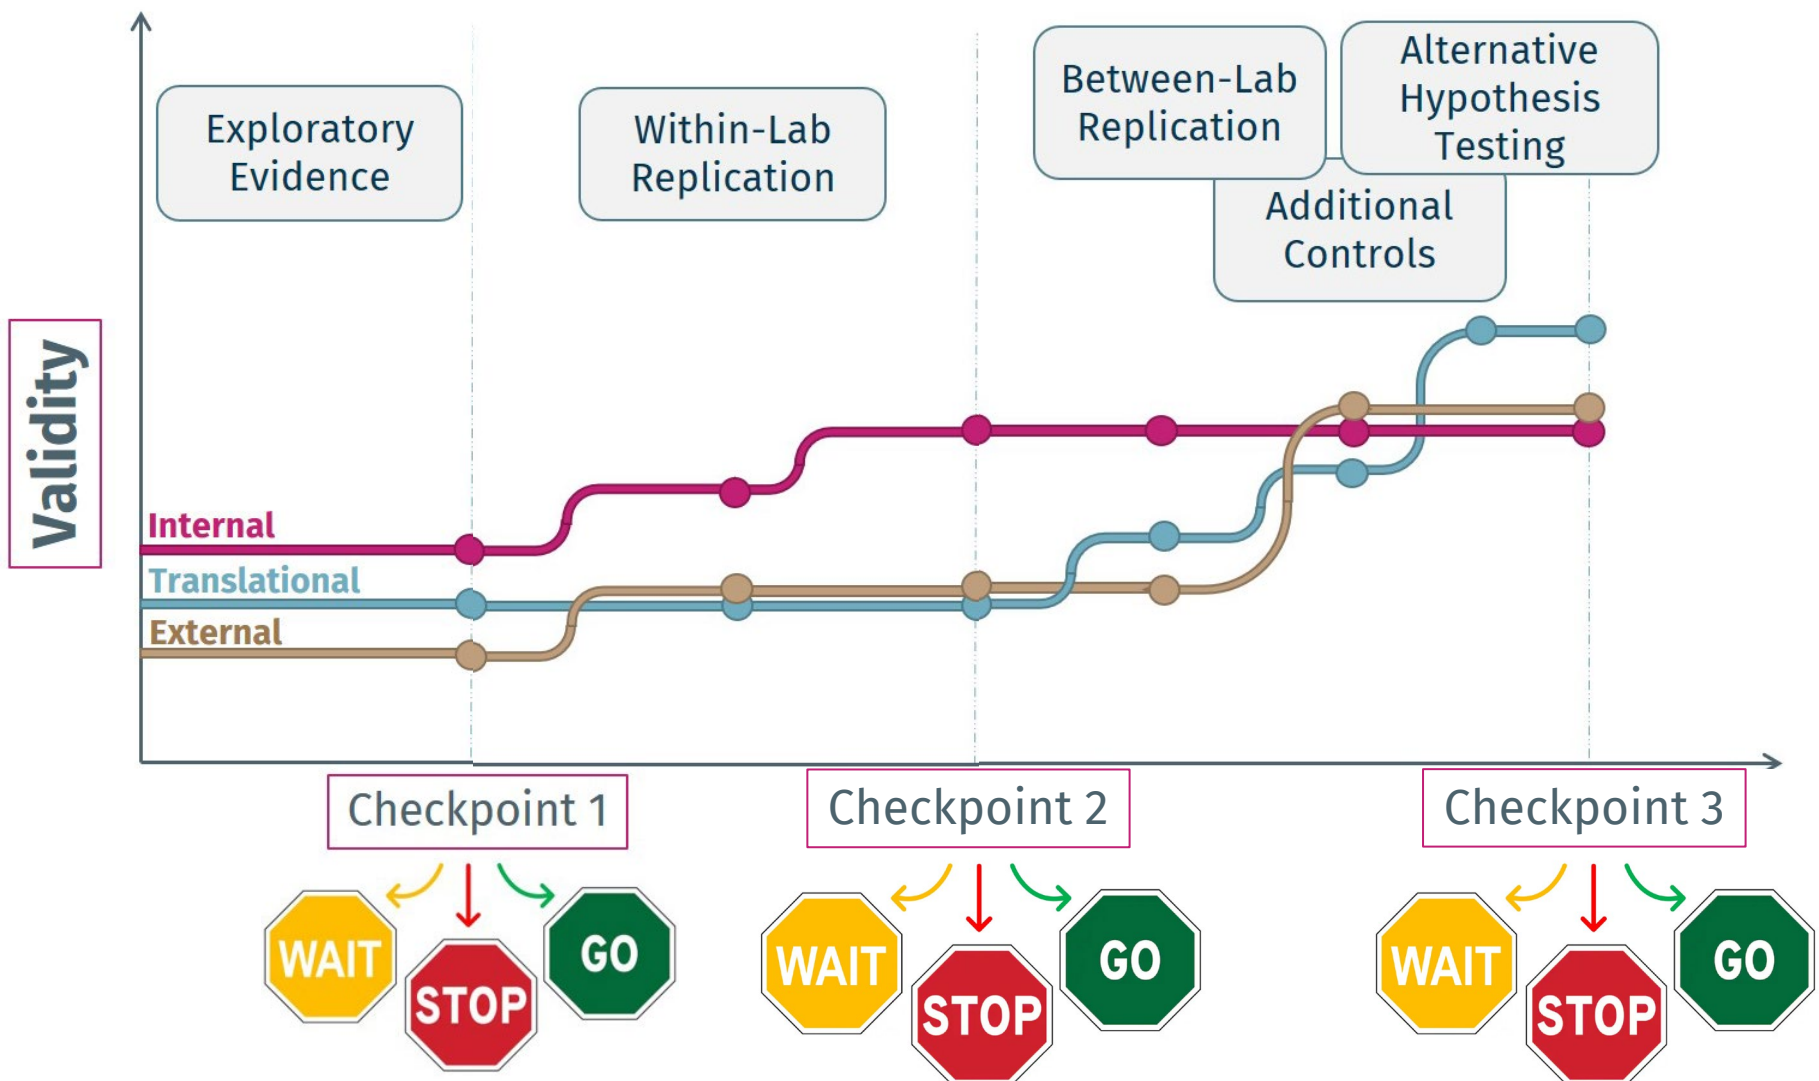 Exploratory
Evidence
Within-Lab
Replication
Between-Lab
Replication
Alternative
Hypothesis
Testing
Additional
Controls
Validity
Internal
Translational
External
Checkpoint 1
Checkpoint 2
Checkpoint 3
WAIT
STOP
GO
WAIT
STOP
GO
WAIT
STOP
GO